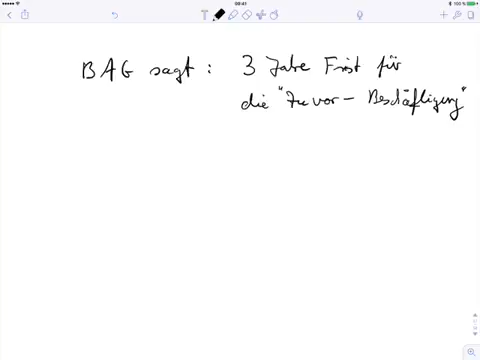 09:41
100 %
BAG sagt: 3 Jahre Frist für
die "Zuvor - Beschäftigung"